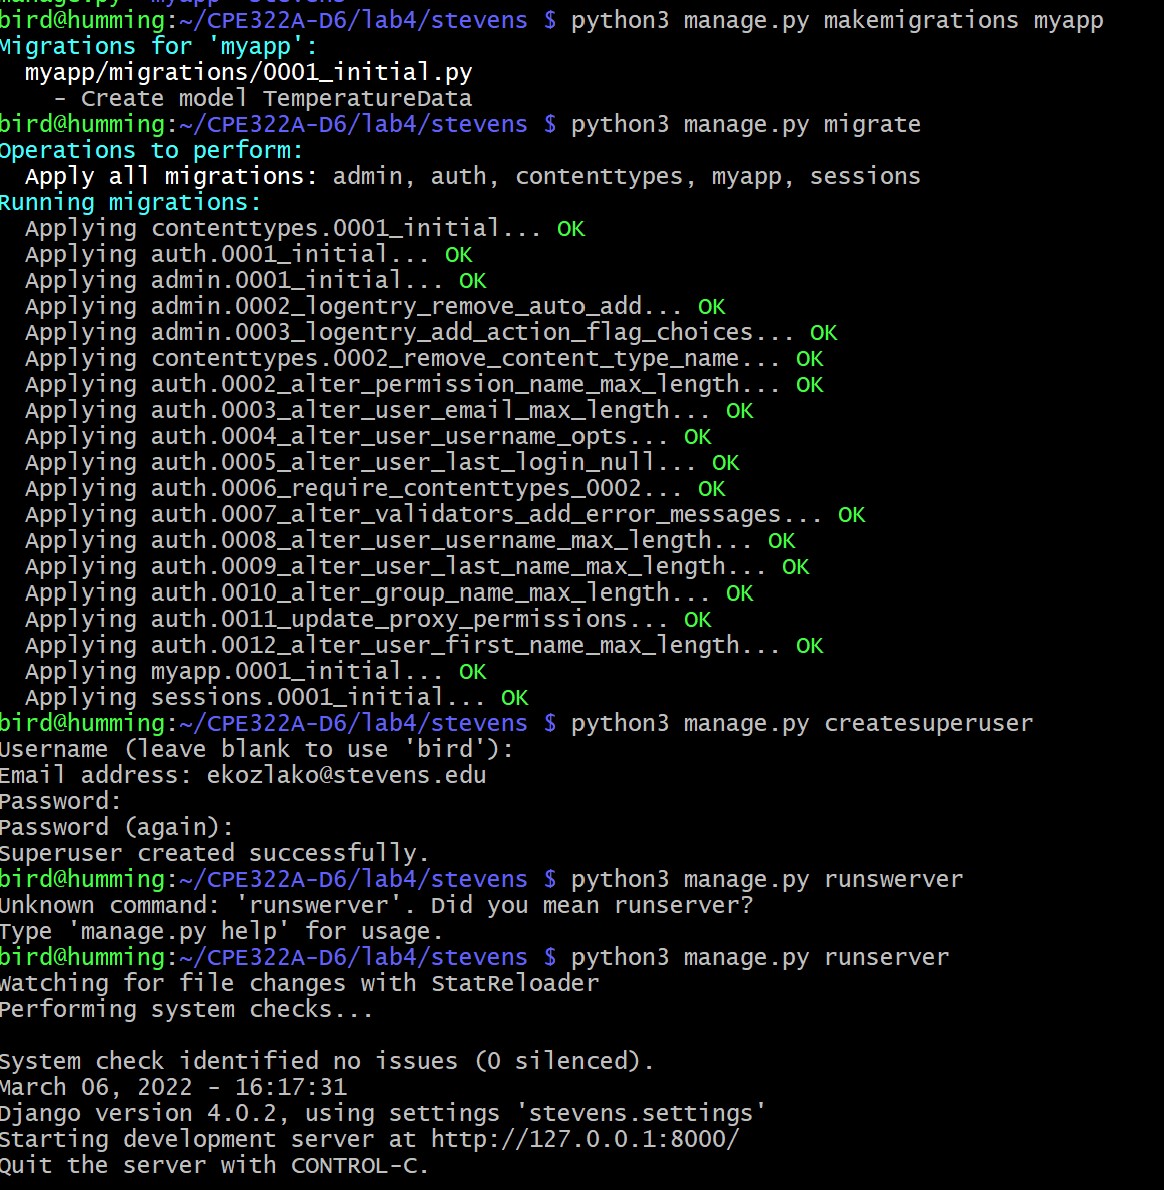 manage.py myapp stevens
bird@humming:~/CPE322A-D6/lab4/stevens $ python3 manage.py makemigrations myapp
Migrations for 'myapp':
  myapp/migrations/0001_initial.py
    - Create model TemperatureData
bird@humming:~/CPE322A-D6/lab4/stevens $ python3 manage.py migrate
Operations to perform:
  Apply all migrations: admin, auth, contenttypes, myapp, sessions
Running migrations:
  Applying contenttypes.0001_initial... OK
  Applying auth.0001_initial... OK
  Applying admin.0001_initial... OK
  Applying admin.0002_logentry_remove_auto_add... OK
  Applying admin.0003_logentry_add_action_flag_choices... OK
  Applying contenttypes.0002_remove_content_type_name... OK
  Applying auth.0002_alter_permission_name_max_length... OK
  Applying auth.0003_alter_user_email_max_length... OK
  Applying auth.0004_alter_user_username_opts... OK
  Applying auth.0005_alter_user_last_login_null... OK
  Applying auth.0006_require_contenttypes_0002... OK
  Applying auth.0007_alter_validators_add_error_messages... OK
  Applying auth.0008_alter_user_username_max_length... OK
  Applying auth.0009_alter_user_last_name_max_length... OK
  Applying auth.0010_alter_group_name_max_length... OK
  Applying auth.0011_update_proxy_permissions... OK
  Applying auth.0012_alter_user_first_name_max_length... OK
  Applying myapp.0001_initial... OK
  Applying sessions.0001_initial... OK
bird@humming:~/CPE322A-D6/lab4/stevens $ python3 manage.py createsuperuser
Username (leave blank to use 'bird'):
Email address: ekozlako@stevens.edu
Password:
Password (again):
Superuser created successfully.
bird@humming:~/CPE322A-D6/lab4/stevens $ python3 manage.py runswerver
Unknown command: 'runswerver'. Did you mean runserver?
Type 'manage.py help' for usage.
bird@humming:~/CPE322A-D6/lab4/stevens $ python3 manage.py runserver
Watching for file changes with StatReloader
Performing system checks...

System check identified no issues (0 silenced).
March 06, 2022 - 16:17:31
Django version 4.0.2, using settings 'stevens.settings'
Starting development server at http://127.0.0.1:8000/
Quit the server with CONTROL-C.